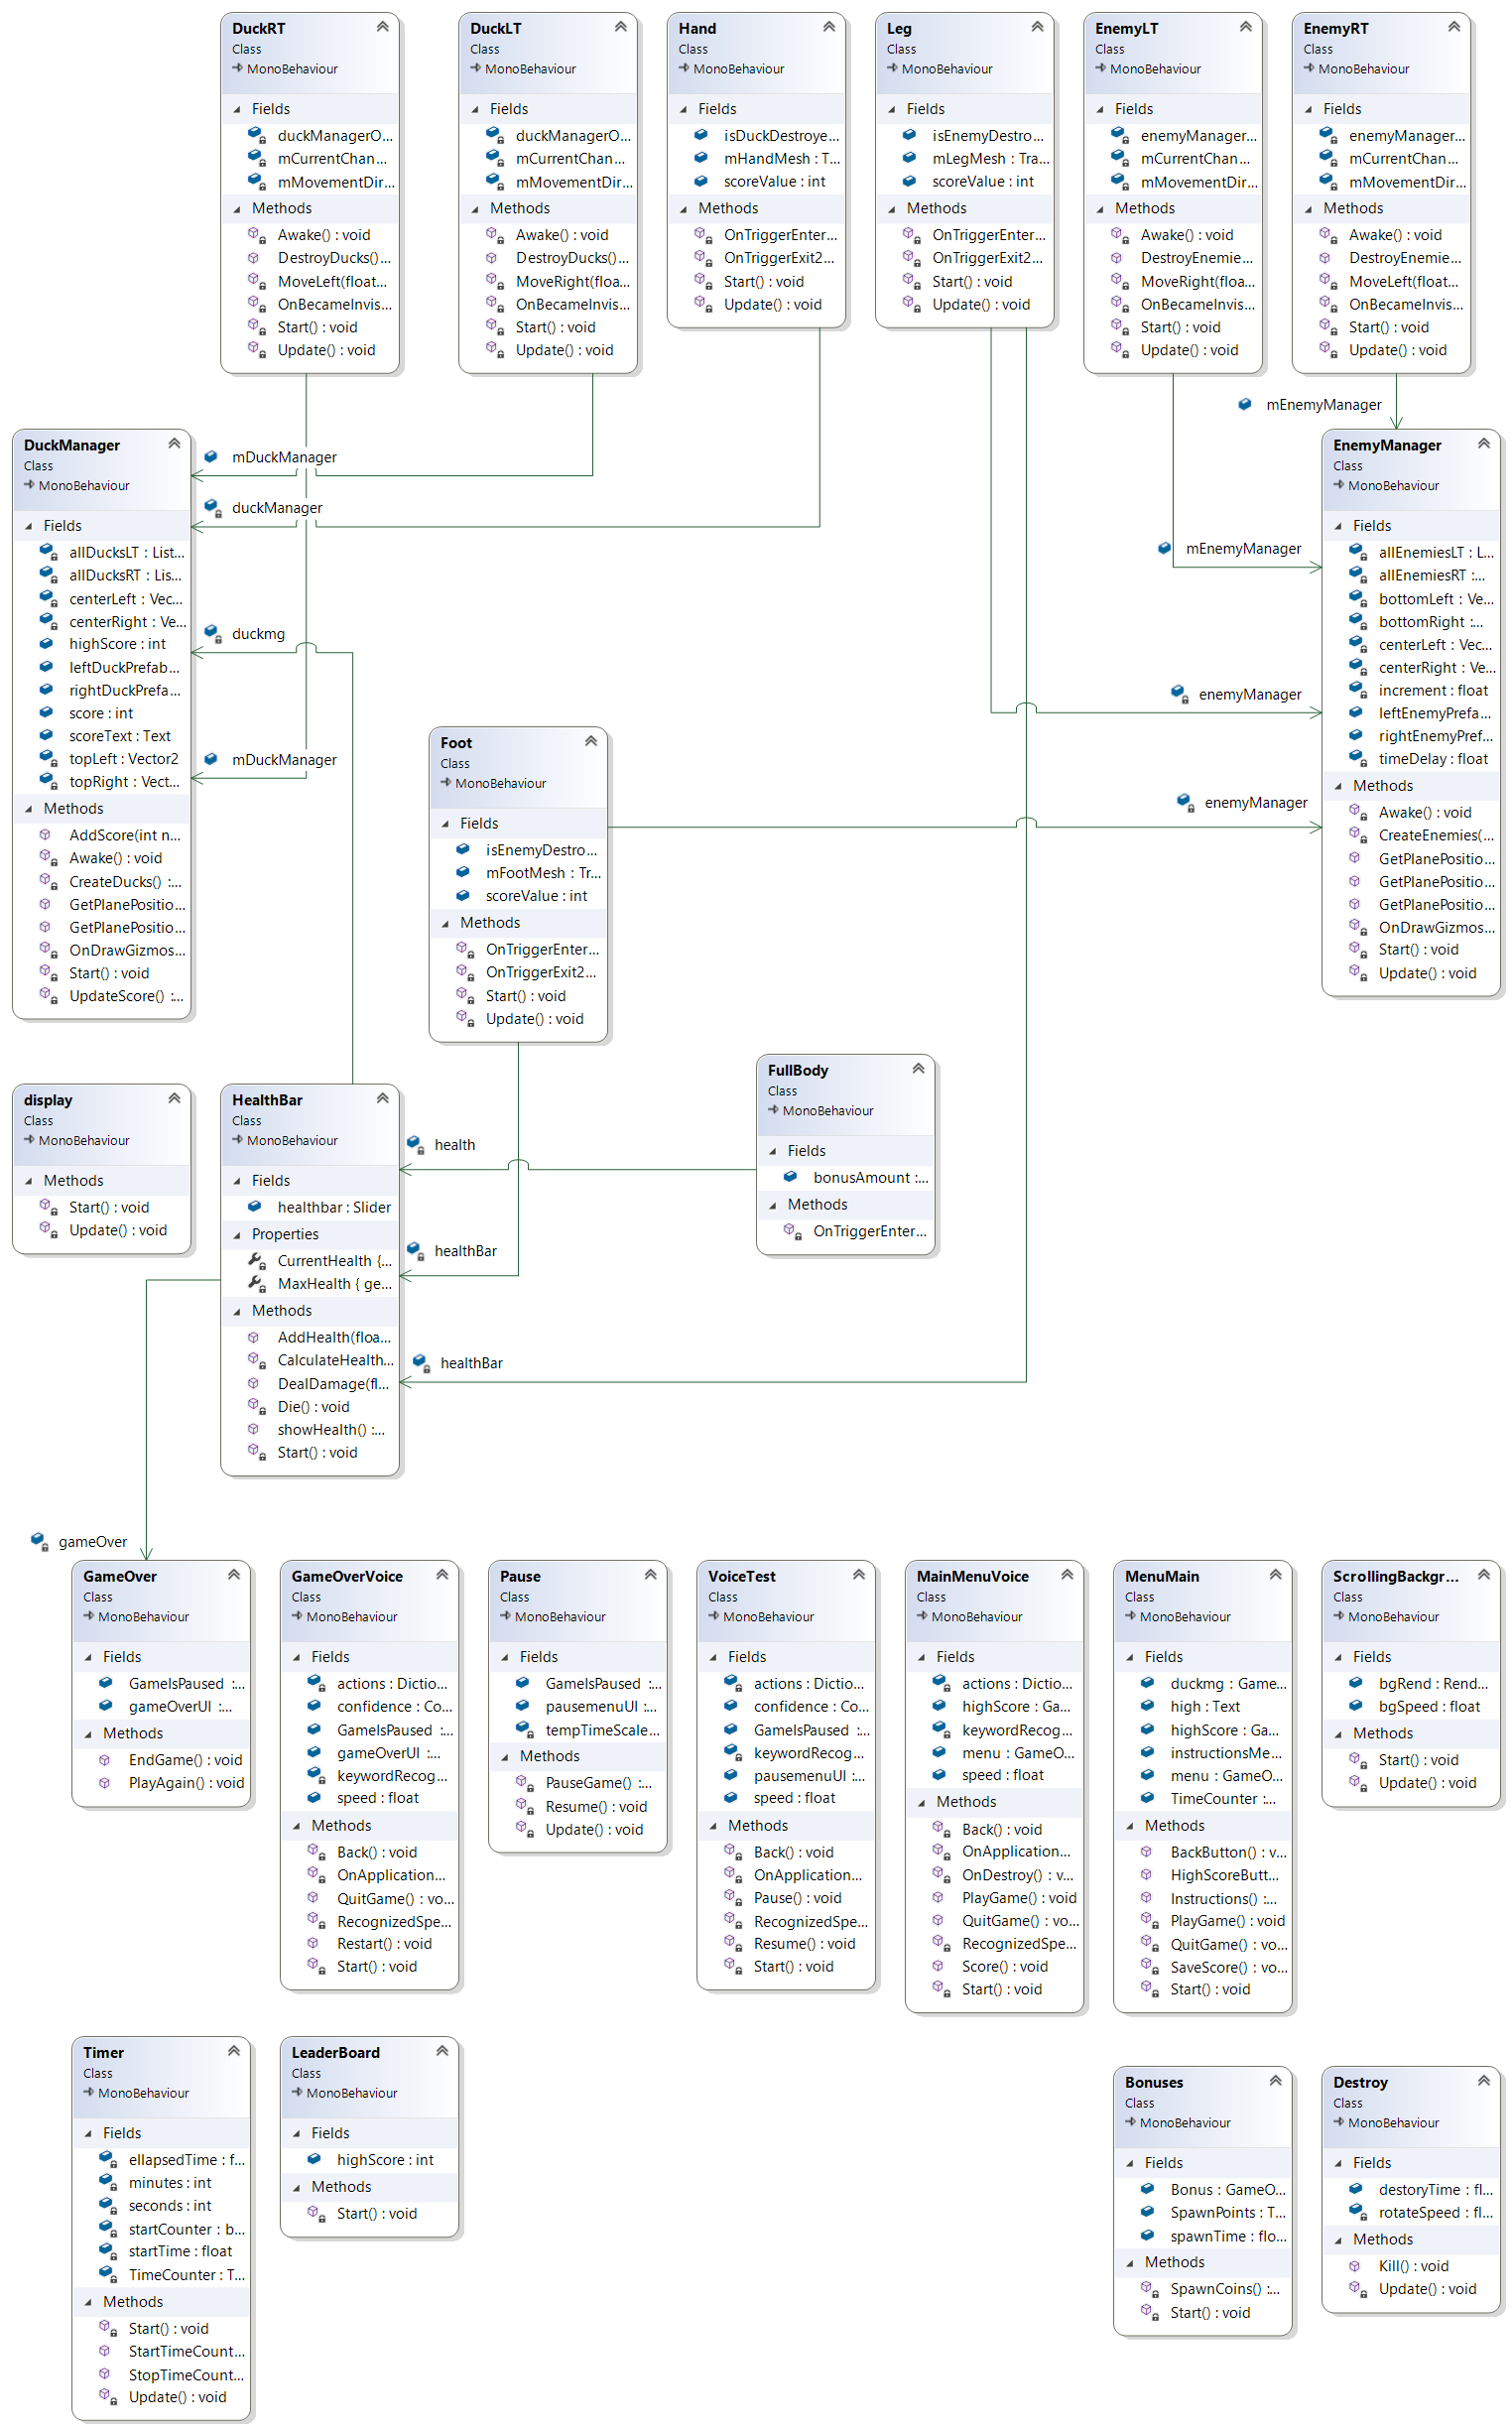 DuckRT
Class
MonoBehaviour
Fields
duckManagerO...
mCurrentChan...
mMovementDir...
Methods
Awake() : void
DestroyDucks()...
MoveLeft(float...
OnBecameInvis...
Start() : void
Update() : void
DuckLT
Class
MonoBehaviour
Fields
duckManagerO...
mCurrentChan...
mMovementDir...
Methods
Awake() : void
DestroyDucks()...
MoveRight(floa...
OnBecameInvis...
Start() : void
Update() : void
Hand
Class
MonoBehaviour
Fields
isDuckDestroye...
mHandMesh : T...
scoreValue : int
Methods
OnTriggerEnter...
OnTriggerExit2...
Start() : void
Update() : void
Leg
Class
MonoBehaviour
Fields
isEnemyDestro...
mLegMesh : Tra...
scoreValue : int
Methods
OnTriggerEnter...
OnTriggerExit2...
Start() : void
Update() : void
EnemyLT
Class
MonoBehaviour
Fields
enemyManager...
mCurrentChan...
mMovementDir...
Methods
Awake() : void
DestroyEnemie...
MoveRight(floa...
OnBecameInvis...
Start() : void
Update() : void
EnemyRT
Class
MonoBehaviour
Fields
enemyManager...
mCurrentChan...
mMovementDir...
Methods
Awake() : void
DestroyEnemie...
MoveLeft(float...
OnBecameInvis...
Start() : void
Update() : void
mEnemyManager
DuckManager
Class
MonoBehaviour
Fields
allDucksLT : List...
allDucksRT : Lis...
centerLeft : Vec...
centerRight : Ve...
highScore : int
leftDuckPrefab...
rightDuckPrefa...
score : int
scoreText : Text
topLeft : Vector2
topRight : Vect...
Methods
AddScore(int n...
Awake() : void
CreateDucks() :...
GetPlanePositio...
GetPlanePositio...
OnDrawGizmos...
Start() : void
UpdateScore() :...
mDuckManager
duckManager
duckmg
mDuckManager
mEnemyManager
enemyManager
enemyManager
EnemyManager
Class
MonoBehaviour
Fields
allEnemiesLT : L...
allEnemiesRT :...
bottomLeft : Ve...
bottomRight :...
centerLeft : Vec...
centerRight : Ve...
increment : float
leftEnemyPrefa...
rightEnemyPref...
timeDelay : float
Methods
Awake() : void
CreateEnemies(...
GetPlanePositio...
GetPlanePositio...
GetPlanePositio...
OnDrawGizmos...
Start() : void
Update() : void
Foot
Class
MonoBehaviour
Fields
isEnemyDestro...
mFootMesh : Tr...
scoreValue : int
Methods
OnTriggerEnter...
OnTriggerExit2...
Start() : void
Update() : void
display
Class
MonoBehaviour
Methods
Start() : void
Update() : void
HealthBar
Class
MonoBehaviour
Fields
healthbar : Slider
Properties
CurrentHealth {...
MaxHealth { ge...
Methods
AddHealth(floa...
CalculateHealth...
DealDamage(fl...
Die() : void
showHealth() :...
Start() : void
health
healthBar
healthBar
FullBody
Class
MonoBehaviour
Fields
bonusAmount :...
Methods
OnTriggerEnter...
gameOver
GameOver
Class
MonoBehaviour
Fields
GameIsPaused :...
gameOverUI :...
Methods
EndGame() : void
PlayAgain() : void
GameOverVoice
Class
MonoBehaviour
Fields
actions : Dictio...
confidence : Co...
GameIsPaused :...
gameOverUI :...
keywordRecog...
speed : float
Methods
Back() : void
OnApplication...
QuitGame() : vo...
RecognizedSpe...
Restart() : void
Start() : void
Pause
Class
MonoBehaviour
Fields
GameIsPaused :...
pausemenuUI :...
tempTimeScale...
Methods
PauseGame() :...
Resume() : void
Update() : void
VoiceTest
Class
MonoBehaviour
Fields
actions : Dictio...
confidence : Co...
GameIsPaused :...
keywordRecog...
pausemenuUI :...
speed : float
Methods
Back() : void
OnApplication...
Pause() : void
RecognizedSpe...
Resume() : void
Start() : void
MainMenuVoice
Class
MonoBehaviour
Fields
actions : Dictio...
highScore : Ga...
keywordRecog...
menu : GameO...
speed : float
Methods
Back() : void
OnApplication...
OnDestroy() : v...
PlayGame() : void
QuitGame() : vo...
RecognizedSpe...
Score() : void
Start() : void
MenuMain
Class
MonoBehaviour
Fields
duckmg : Game...
high : Text
highScore : Ga...
instructionsMe...
menu : GameO...
TimeCounter :...
Methods
BackButton() : v...
HighScoreButt...
Instructions() :...
PlayGame() : void
QuitGame() : vo...
SaveScore() : vo...
Start() : void
ScrollingBackgr...
Class
MonoBehaviour
Fields
bgRend : Rend...
bgSpeed : float
Methods
Start() : void
Update() : void
Timer
Class
MonoBehaviour
Fields
ellapsedTime : f...
minutes : int
seconds : int
startCounter : b...
startTime : float
TimeCounter : T...
Methods
Start() : void
StartTimeCount...
StopTimeCount...
Update() : void
LeaderBoard
Class
MonoBehaviour
Fields
highScore : int
Methods
Start() : void
Bonuses
Class
MonoBehaviour
Fields
Bonus : GameO...
SpawnPoints : T...
spawnTime : flo...
Methods
SpawnCoins() :...
Start() : void
Destroy
Class
MonoBehaviour
Fields
destoryTime : fl...
rotateSpeed : fl...
Methods
Kill() : void
Update() : void